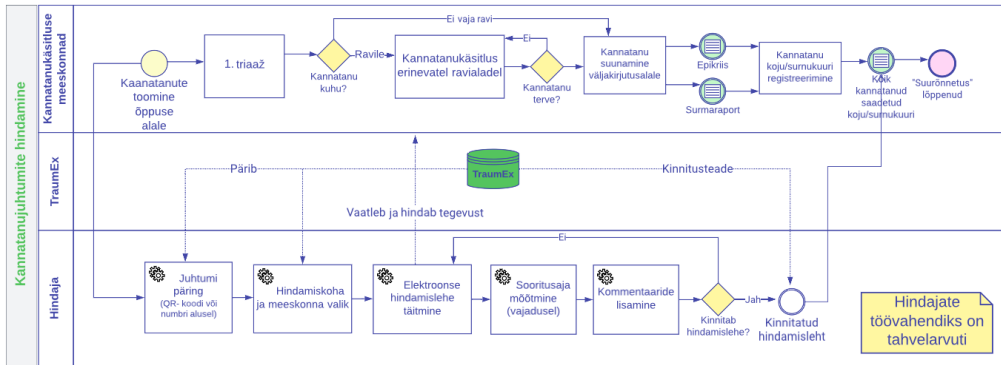 Kannatanujuhtumite hindamine
Kannatanukäsitluse
meeskonnad
Kaanatanute
toomine
õppuse
alale
1. triaaž
Kannatanu
kuhu?
Ravile
Ei vaja ravi
Kannatanukäsitlus
erinevatel ravialadel
Ei
Kannatanu
terve?
Kannatanu
suunamine
väljakirjutusalale
Epikriis
Surmaraport
Kannatanu
koju/surnukuuri
registreerimine
Kõik
kannatanud
saadetud
koju/surnukuuri
"Suurõnnetus"
lõppenud
TraumEx
Pärib
TraumEx
Kinnitusteade
Vaatleb ja hindab tegevust
Hindaja
Juhtumi
päring
(QR- koodi või
numbri alusel)
Hindamiskoha
ja meeskonna valik
Elektroonse
hindamislehe
täitmine
Sooritusaja
mõõtmine
(vajadusel)
Kommentaaride
lisamine
Ei
Kinnitab
hindamislehe?
Jah
Kinnitatud
hindamisleht
Hindajate
töövahendiks on
tahvelarvuti